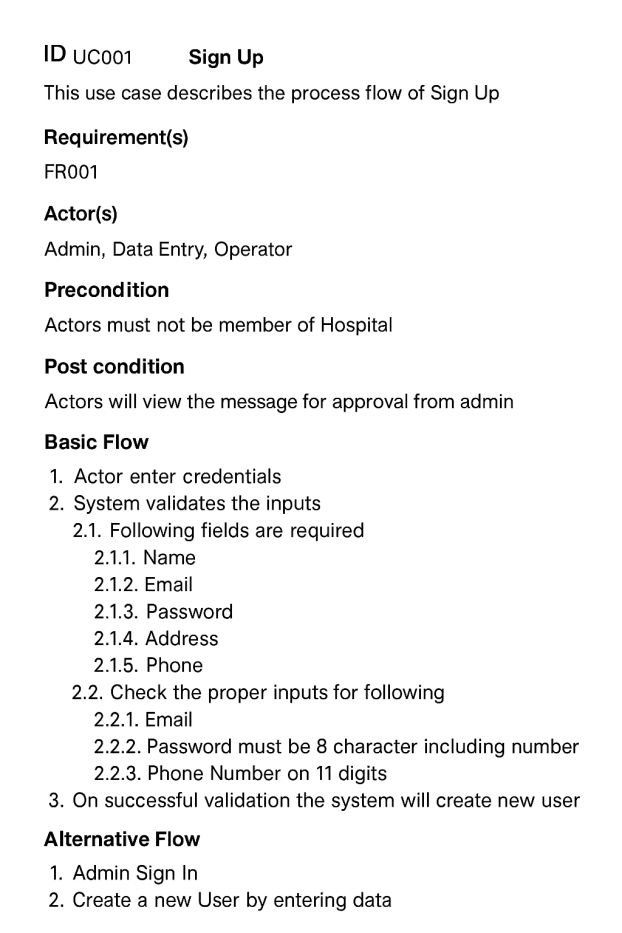 ID UC001 Sign Up
This use case describes the process flow of Sign Up
Requirement(s)
FR001
Actor(s)
Admin, Data Entry, Operator
Precondition
Actors must not be member of Hospital
Post condition
Actors will view the message for approval from admin
Basic Flow
1. Actor enter credentials
2. System validates the inputs
2.1. Following fields are required
2.1.1. Name
2.1.2. Email
2.1.3. Password
2.1.4. Address
2.1.5. Phone
2.2. Check the proper inputs for following
2.2.1. Email
2.2.2. Password must be 8 character including number
2.2.3. Phone Number on 11 digits
3. On successful validation the system will create new user
Alternative Flow
1. Admin Sign In
2. Create a new User by entering data